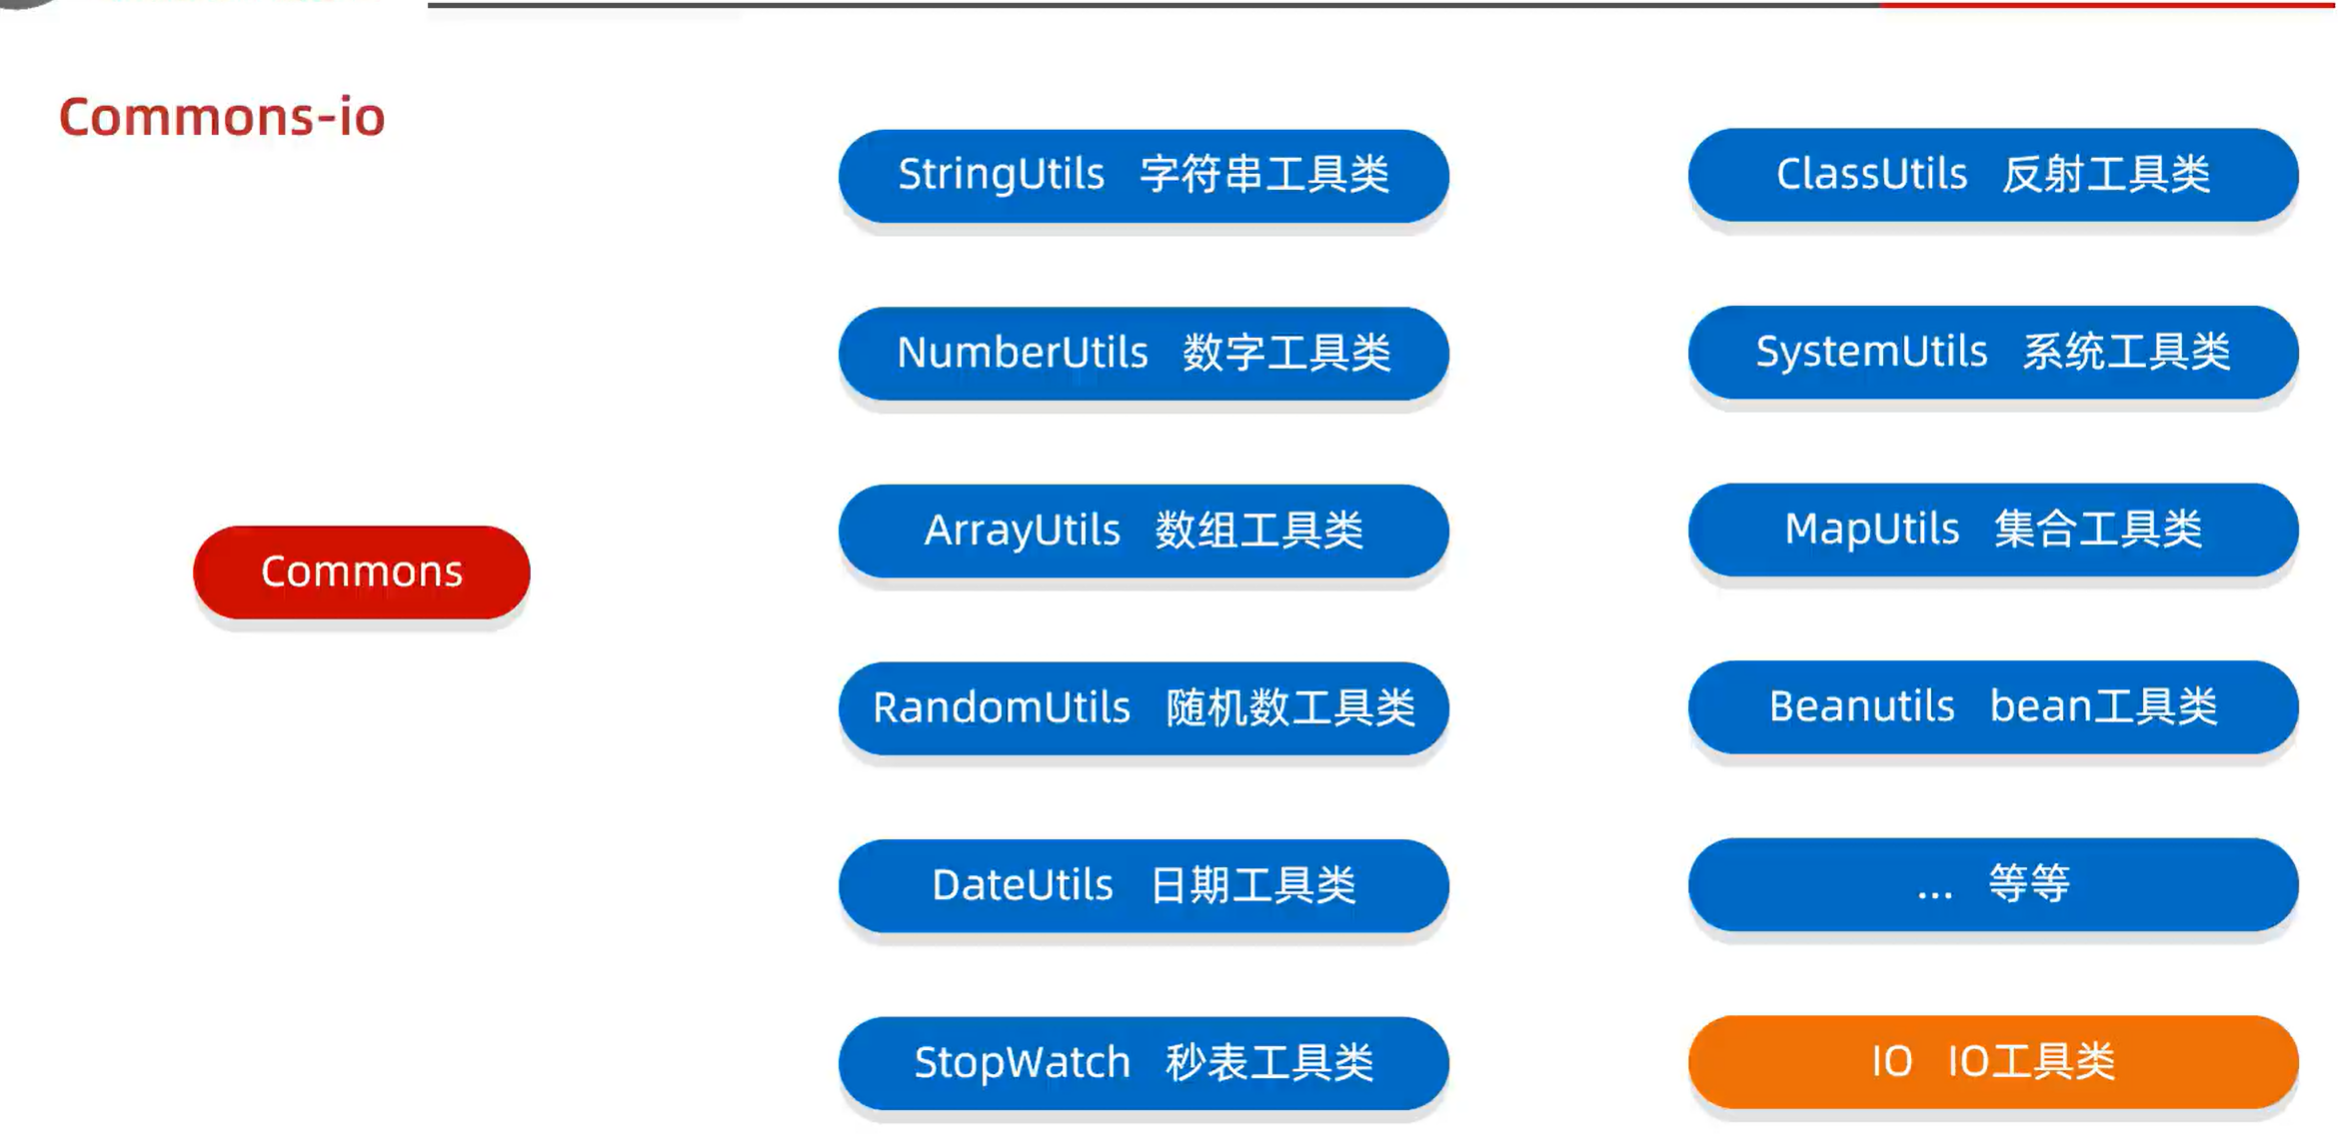 Commons-io
Commons
StringUtils 字符串工具类
NumberUtils 数字工具类
ArrayUtils 数组工具类
RandomUtils 随机数工具类
DateUtils 日期工具类
StopWatch 秒表工具类
ClassUtils 反射工具类
SystemUtils 系统工具类
MapUtils 集合工具类
Beanutils bean工具类
... 等等
IO IO工具类